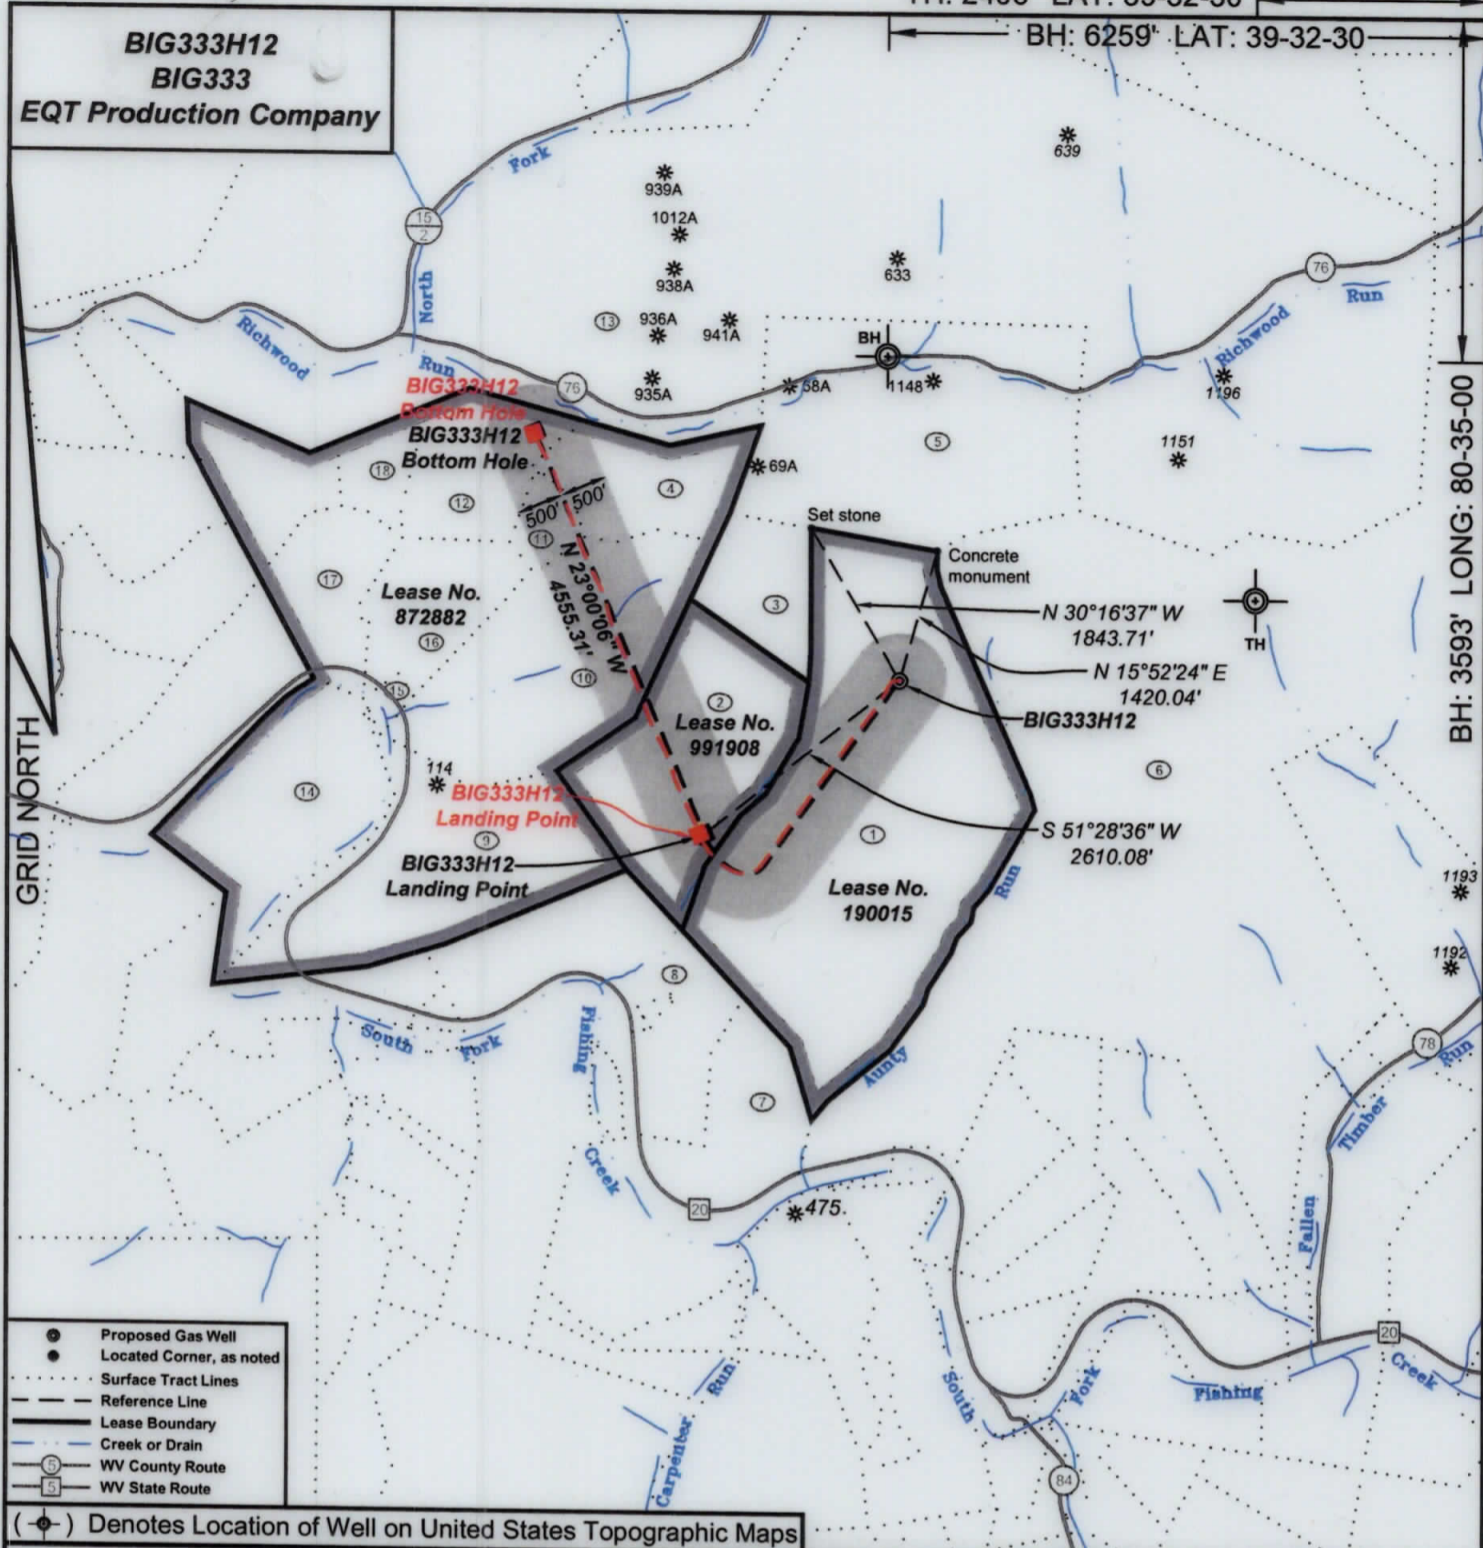 BH: 6259' LAT: 39-32-30
BIG333H12
BIG333
EQT Production Company
BH: 3593' LONG: 80-35-00
GRID NORTH
Fork
15
2
North
639
939A
1012A
938A
633
76
Run
13
936A
941A
Richwood
Richwood
Run
BH
76
935A
58A
1148
1196
BIG333H12
Bottom Hole
BIG333H12
Bottom Hole
5
1151
18
69A
4
12
500'
500'
Set stone
11
Concrete
monument
17
Lease No.
872882
N 23°00'06" W
4555.31'
3
N 30°16'37" W
1843.71'
TH
16
10
N 15°52'24" E
1420.04'
15
2
Lease No.
991908
BIG333H12
6
114
14
BIG333H12
Landing Point
9
1
S 51°28'36" W
2610.08'
BIG333H12
Landing Point
Lease No.
190015
Run
1193
1192
8
South
Fork
Fishing
78
Run
Aunty
7
Timber
Creek
20
475
Fallen
Proposed Gas Well
Located Corner, as noted
Surface Tract Lines
Reference Line
Lease Boundary
Creek or Drain
5
WV County Route
5
WV State Route
20
Run
South
Fork
Fishing
Creek
Carpenter
84
( ) Denotes Location of Well on United States Topographic Maps